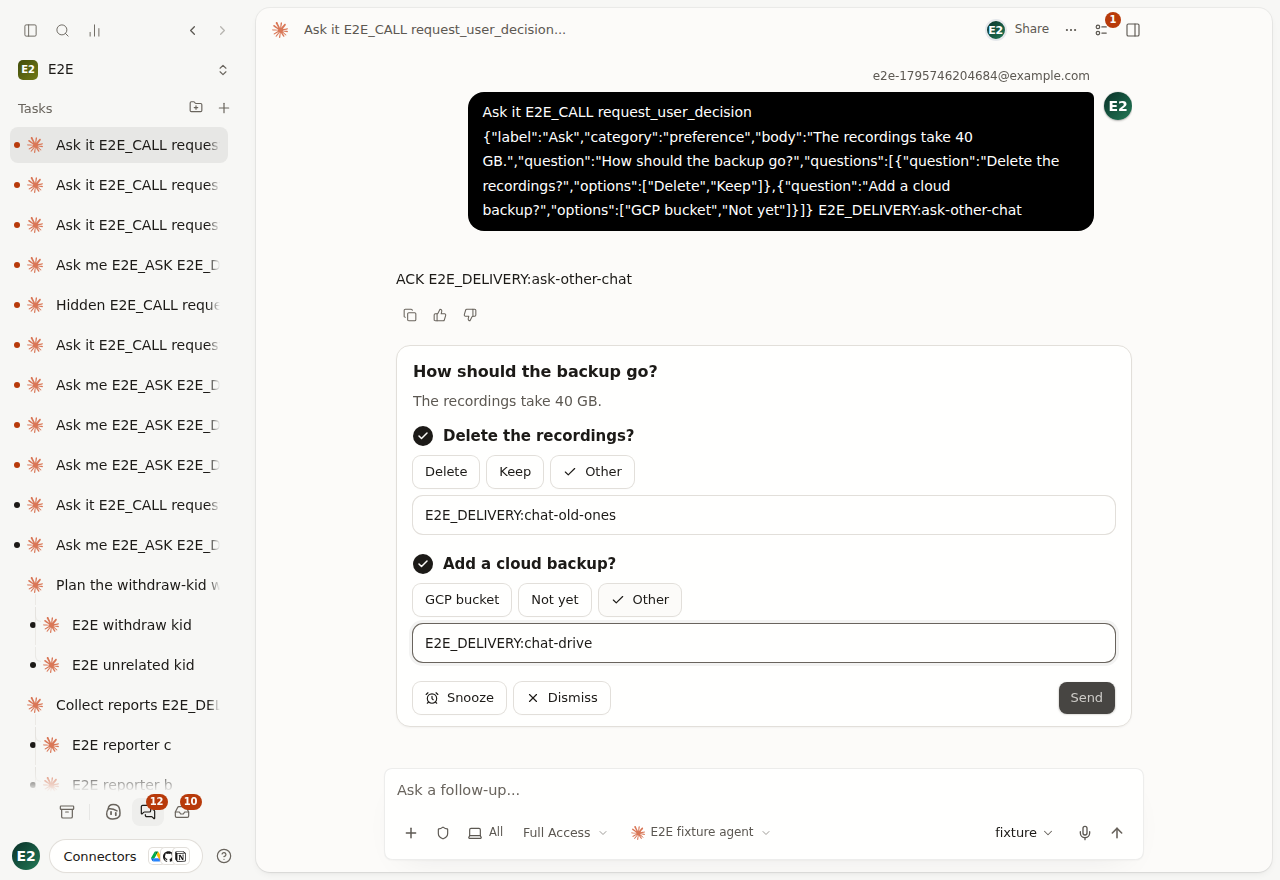 E2 E2E
Tasks
Ask it E2E_CALL reques
Ask it E2E_CALL reques
Ask it E2E_CALL reques
Ask me E2E_ASK E2E_D
Hidden E2E_CALL reque
Ask it E2E_CALL reques
Ask me E2E_ASK E2E_D
Ask me E2E_ASK E2E_D
Ask me E2E_ASK E2E_D
Ask it E2E_CALL reques
Ask me E2E_ASK E2E_D
Plan the withdraw-kid w
E2E withdraw kid
E2E unrelated kid
Collect reports E2E_DEL
E2E reporter c
E2E reporter b
12 10
E2 Connectors
Ask it E2E_CALL request_user_decision...
E2 Share 1
e2e-1795746204684@example.com
E2
Ask it E2E_CALL request_user_decision
{"label":"Ask","category":"preference","body":"The recordings take 40
GB.","question":"How should the backup go?","questions":[{"question":"Delete the
recordings?","options":["Delete","Keep"]},{"question":"Add a cloud
backup?","options":["GCP bucket","Not yet"]}]} E2E_DELIVERY:ask-other-chat
ACK E2E_DELIVERY:ask-other-chat
How should the backup go?
The recordings take 40 GB.
Delete the recordings?
Delete Keep Other
E2E_DELIVERY:chat-old-ones
Add a cloud backup?
GCP bucket Not yet Other
E2E_DELIVERY:chat-drive
Snooze Dismiss Send
Ask a follow-up...
All Full Access E2E fixture agent fixture